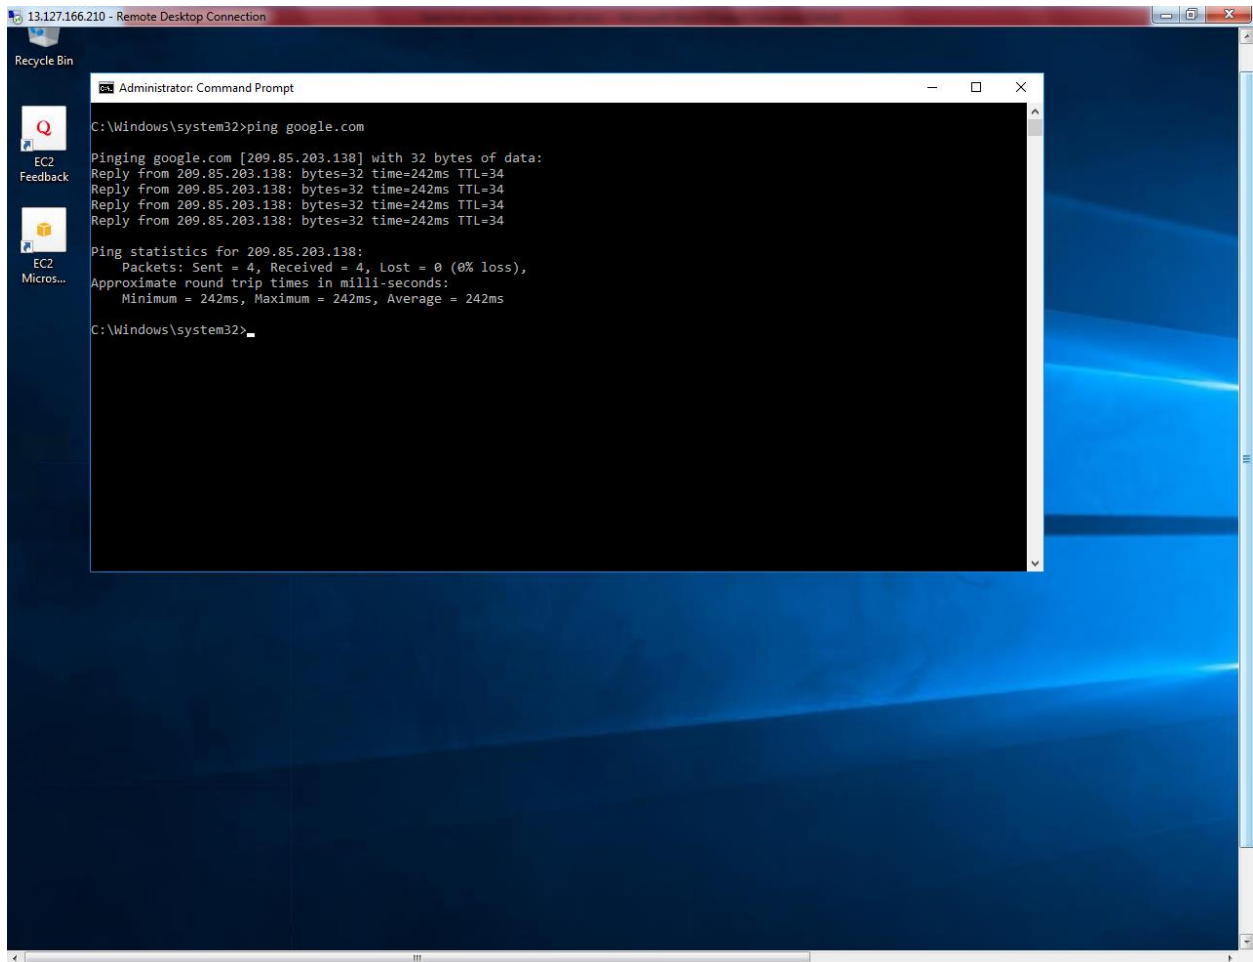 13.127.166.210 - Remote Desktop Connection
Recycle Bin
Administrator: Command Prompt
C:\Windows\system32>ping google.com
Pinging google.com [209.85.203.138] with 32 bytes of data:
Reply from 209.85.203.138: bytes=32 time=242ms TTL=34
Reply from 209.85.203.138: bytes=32 time=242ms TTL=34
Reply from 209.85.203.138: bytes=32 time=242ms TTL=34
Reply from 209.85.203.138: bytes=32 time=242ms TTL=34
Ping statistics for 209.85.203.138:
Packets: Sent = 4, Received = 4, Lost = 0 (0% loss),
Approximate round trip times in milli-seconds:
Minimum = 242ms, Maximum = 242ms, Average = 242ms
C:\Windows\system32>
Q
EC2
Feedback
EC2
Micros...